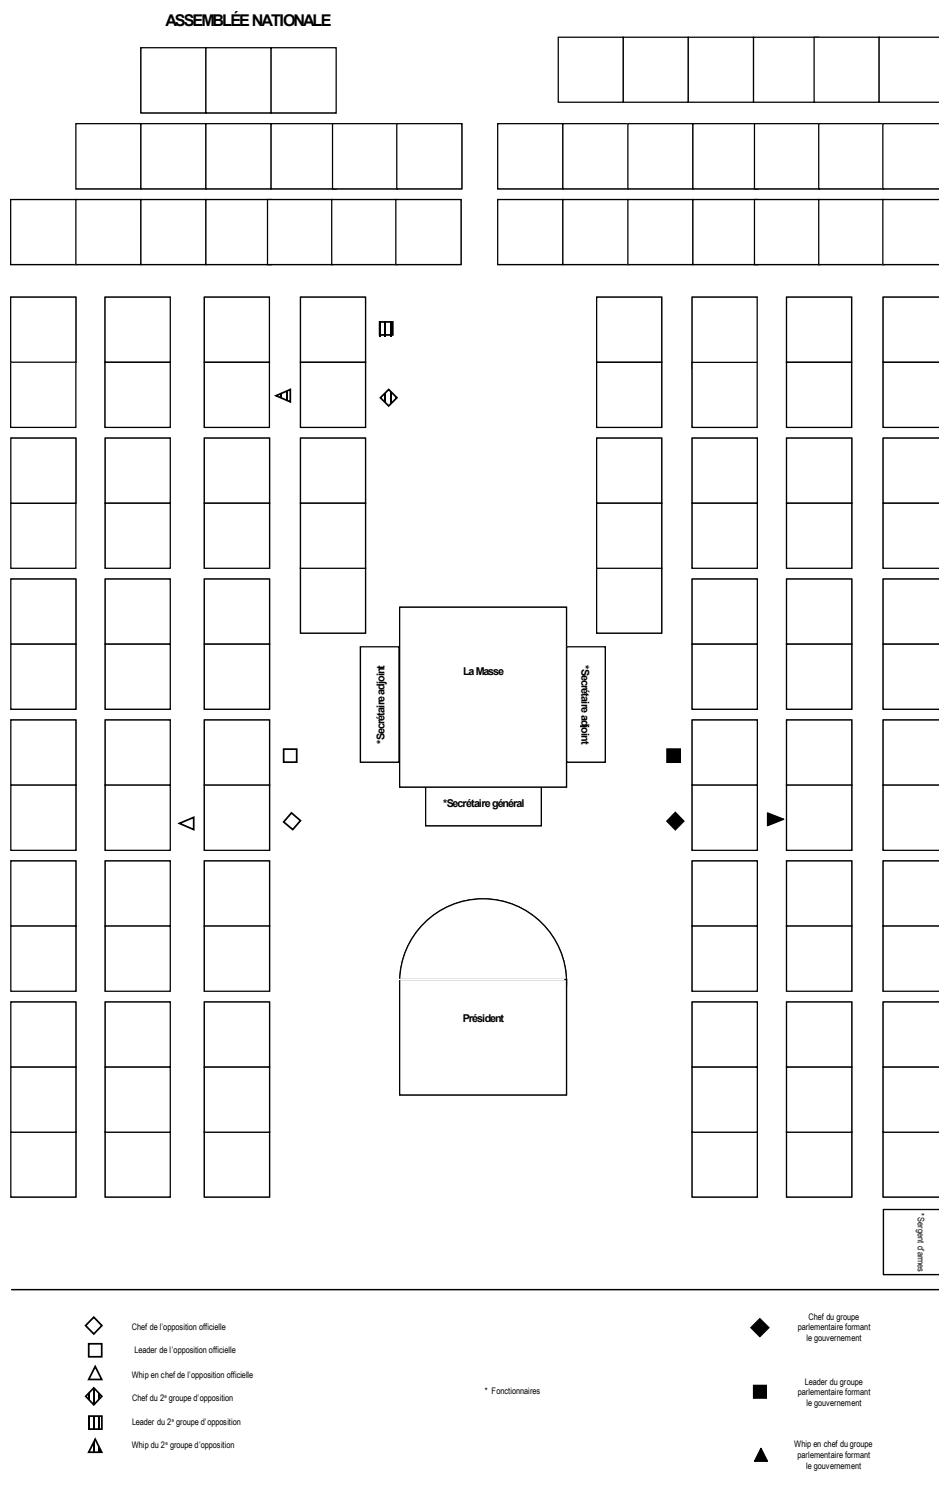 ASSEMBLÉE NATIONALE
La Masse
*Secrétaire adjoint
*Secrétaire adjoint
*Secrétaire général
Président
*Sergent d'armes
Chef de l'opposition officielle
Leader de l'opposition officielle
Whip en chef de l'opposition officielle
Chef du 2e groupe d'opposition
Leader du 2e groupe d'opposition
Whip du 2e groupe d'opposition
* Fonctionnaires
Chef du groupe
parlementaire formant
le gouvernement
Leader du groupe
parlementaire formant
le gouvernement
Whip en chef du groupe
parlementaire formant
le gouvernement